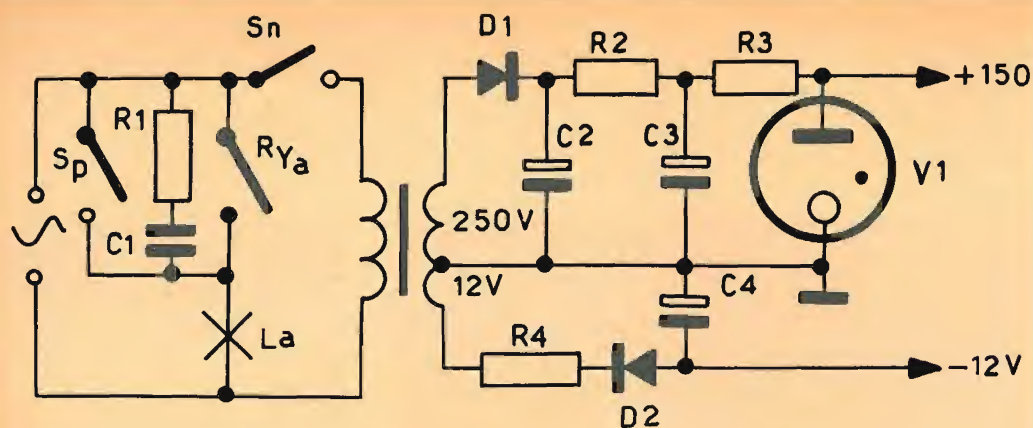 Sn
D1
R2
R3
+150
R1
Sp
RYa
C2
C3
V1
C1
250V
12V
C4
La
R4
-12V
D2